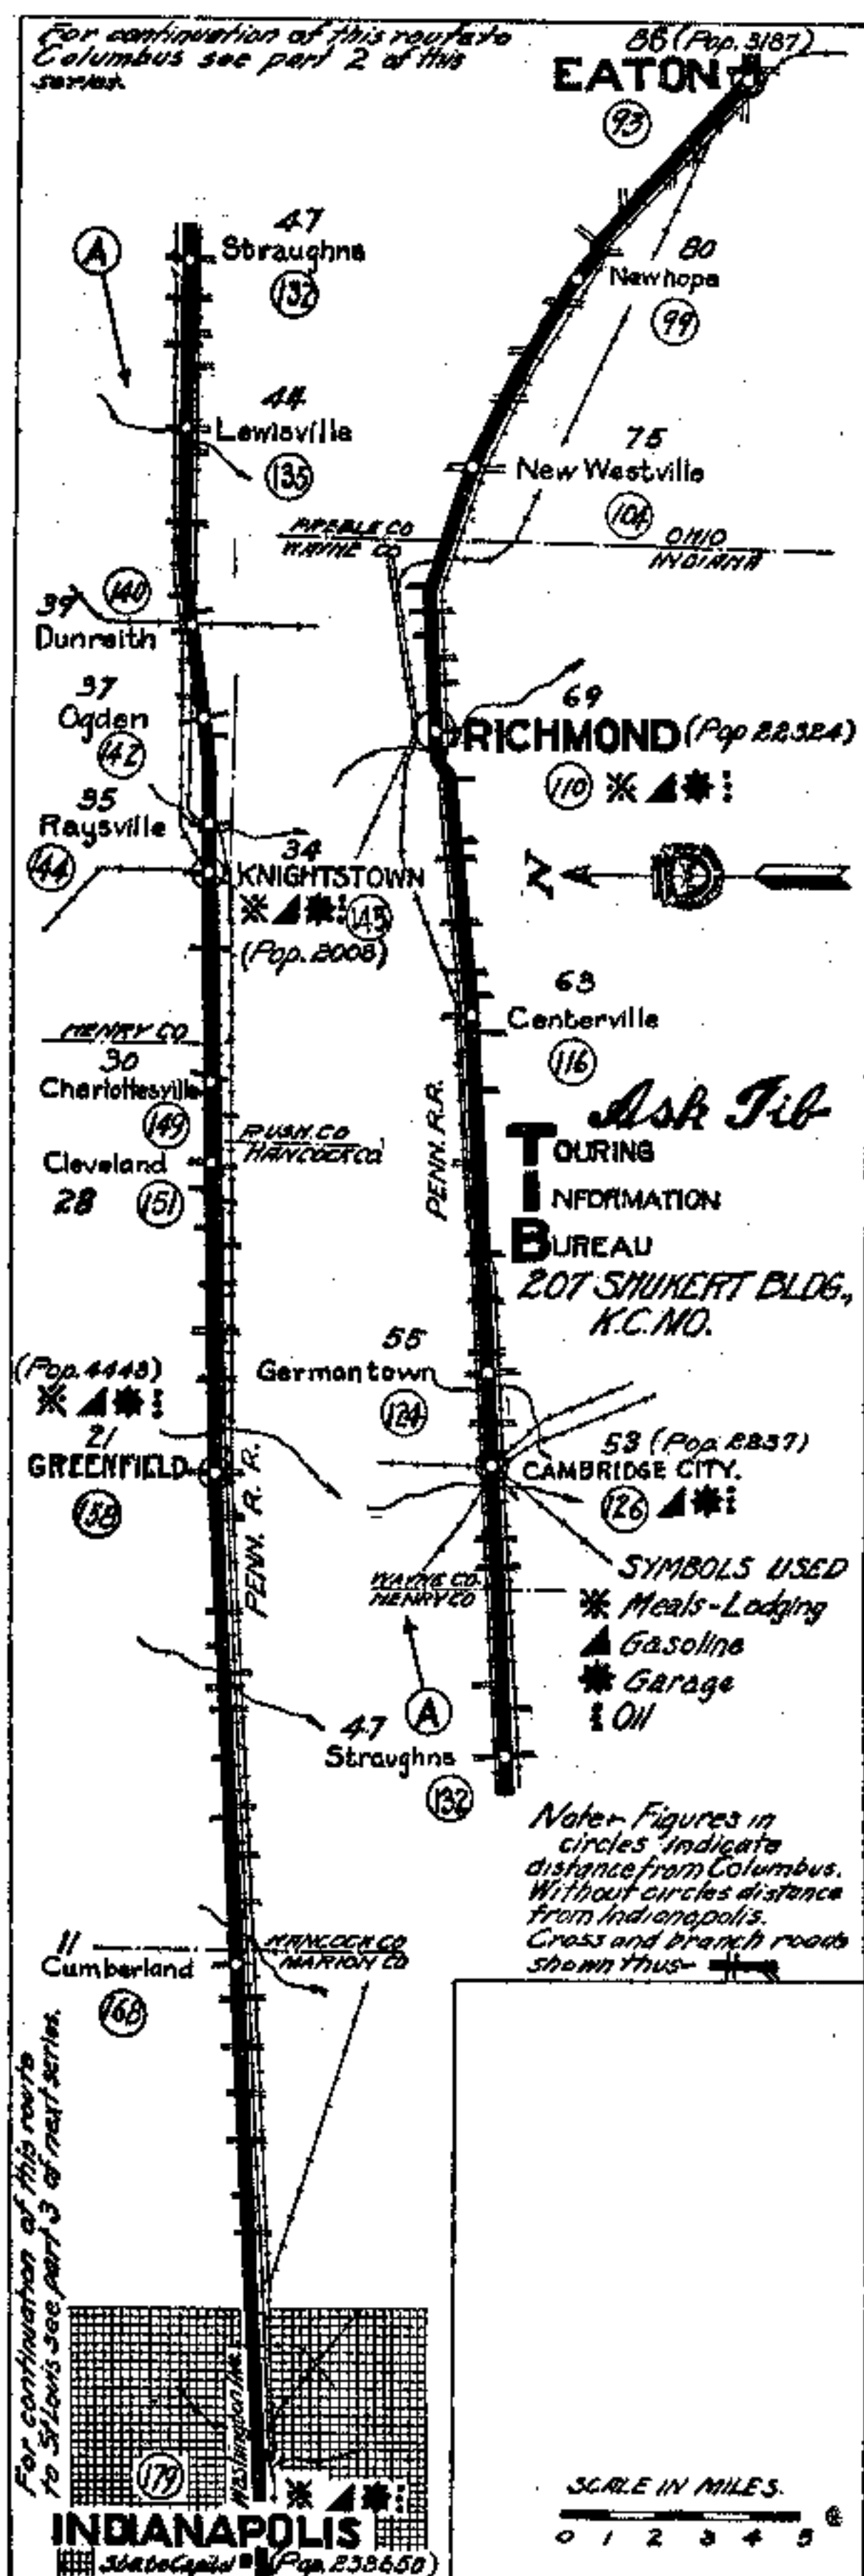 For continuation of this route to
Columbus see part 2 of this
series.
86 (Pop. 3187)
EATON
93
A
47
Straughns
132
80
Newhope
99
44
Lewisville
135
75
New Westville
104
PREBLE CO
WAYNE CO
OHIO
INDIANA
140
39
Dunreith
37
Ogden
142
69
RICHMOND (Pop 22324)
110
35
Raysville
144
34
KNIGHTSTOWN
145
(Pop. 2008)
N
HENRY CO
30
Charlottesville
149
RUSH CO
HANCOCK CO.
Cleveland
28
151
63
Centerville
116
PENN. R.R.
Ask Tib
TOURING
INFORMATION
BUREAU
207 SHUKERT BLDG.,
K.C. MO.
(Pop. 4448)
21
GREENFIELD
158
PENN. R. R.
55
Germantown
124
53 (Pop. 2237)
CAMBRIDGE CITY.
126
WAYNE CO.
HENRY CO
A
47
Straughns
132
SYMBOLS USED
Meals-Lodging
Gasoline
Garage
Oil
Note- Figures in
circles indicate
distance from Columbus.
Without circles distance
from Indianapolis.
Cross and branch roads
shown thus-
11
Cumberland
168
HANCOCK CO
MARION CO
For continuation of this route
to St Louis see part 3 of next series.
Washington Ave.
179
INDIANAPOLIS
State Capitol
(Pop. 233650)
SCALE IN MILES.
0 1 2 3 4 5